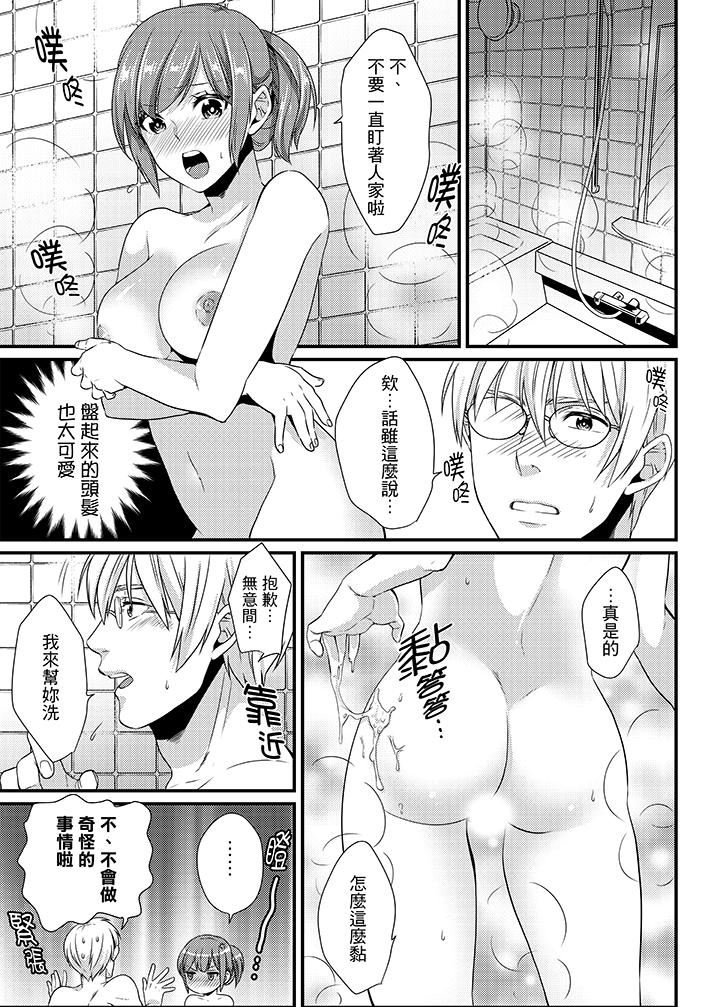 不、
不要一直盯著人家啦
噗咚
噗咚
噗咚
噗咚
噗咚
欸…話雖這麼說…
噗咚
盤起來的頭髮
也太可愛
…真是的
黏答答…
怎麼這麼黏
抱歉…
無意間…
靠近
我來幫妳洗
……
瞪～…
不、不會做
奇怪的
事情啦
緊張